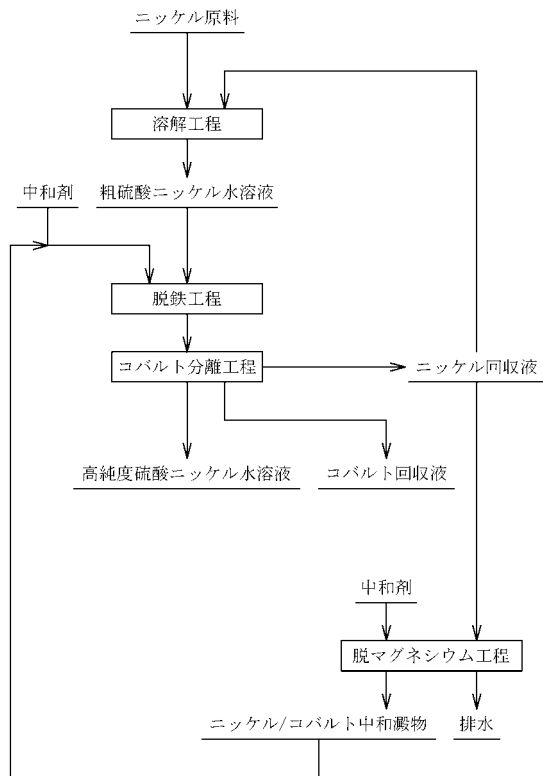 ニッケル原料
溶解工程
中和剤
粗硫酸ニッケル水溶液
脱鉄工程
コバルト分離工程
ニッケル回収液
高純度硫酸ニッケル水溶液
コバルト回収液
中和剤
脱マグネシウム工程
ニッケル/コバルト中和澱物
排水